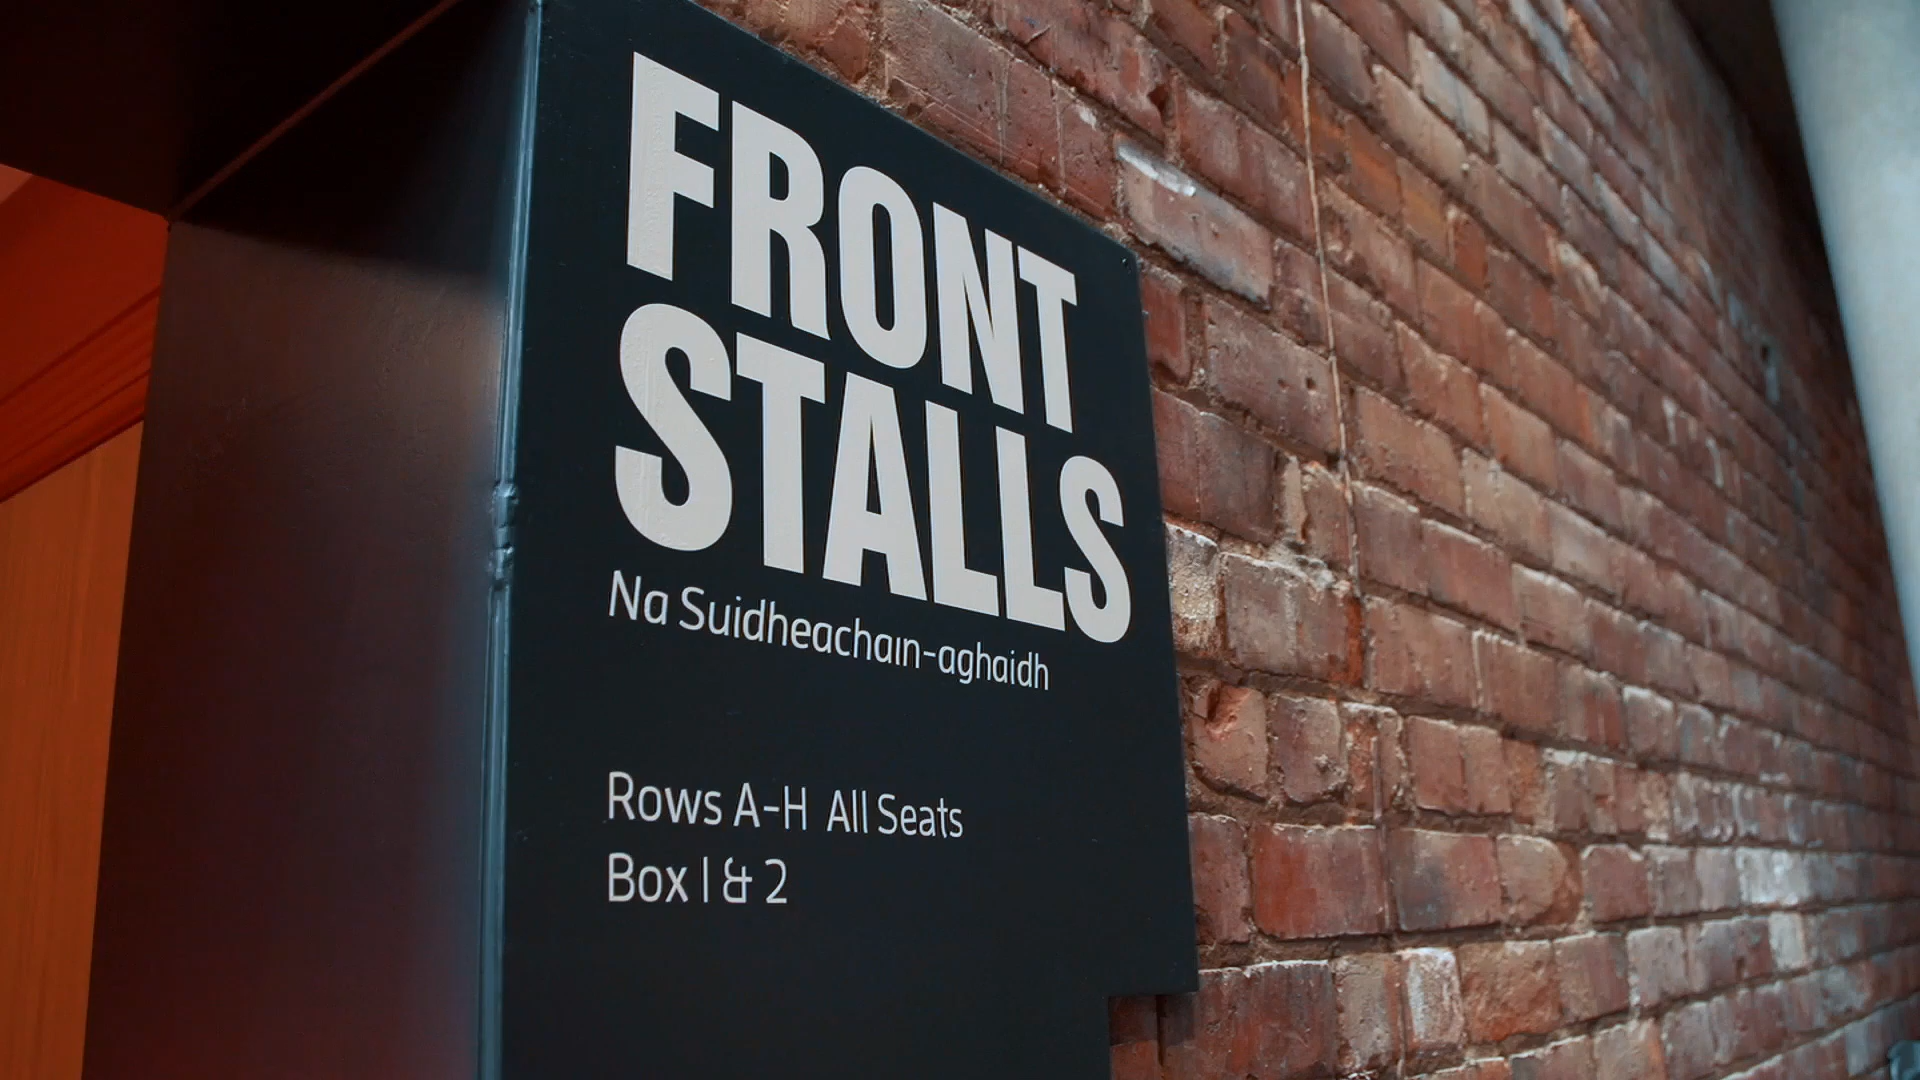 FRONT
STALLS
Na Suidheachain-aghaidh
Rows A-H All Seats
Box 1 & 2